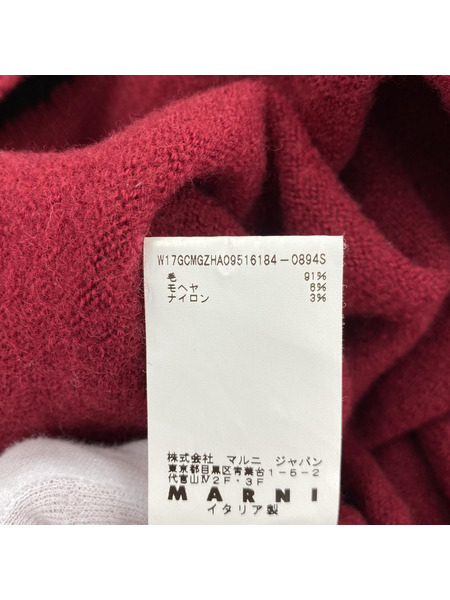 W17GCMGZHA09516184-0894S
毛 91%
モヘヤ 6%
ナイロン 3%
株式会社 マルニ ジャパン
東京都目黒区青葉台1-5-2
代官山Ⅳ2F・3F
MARNI
イタリア製